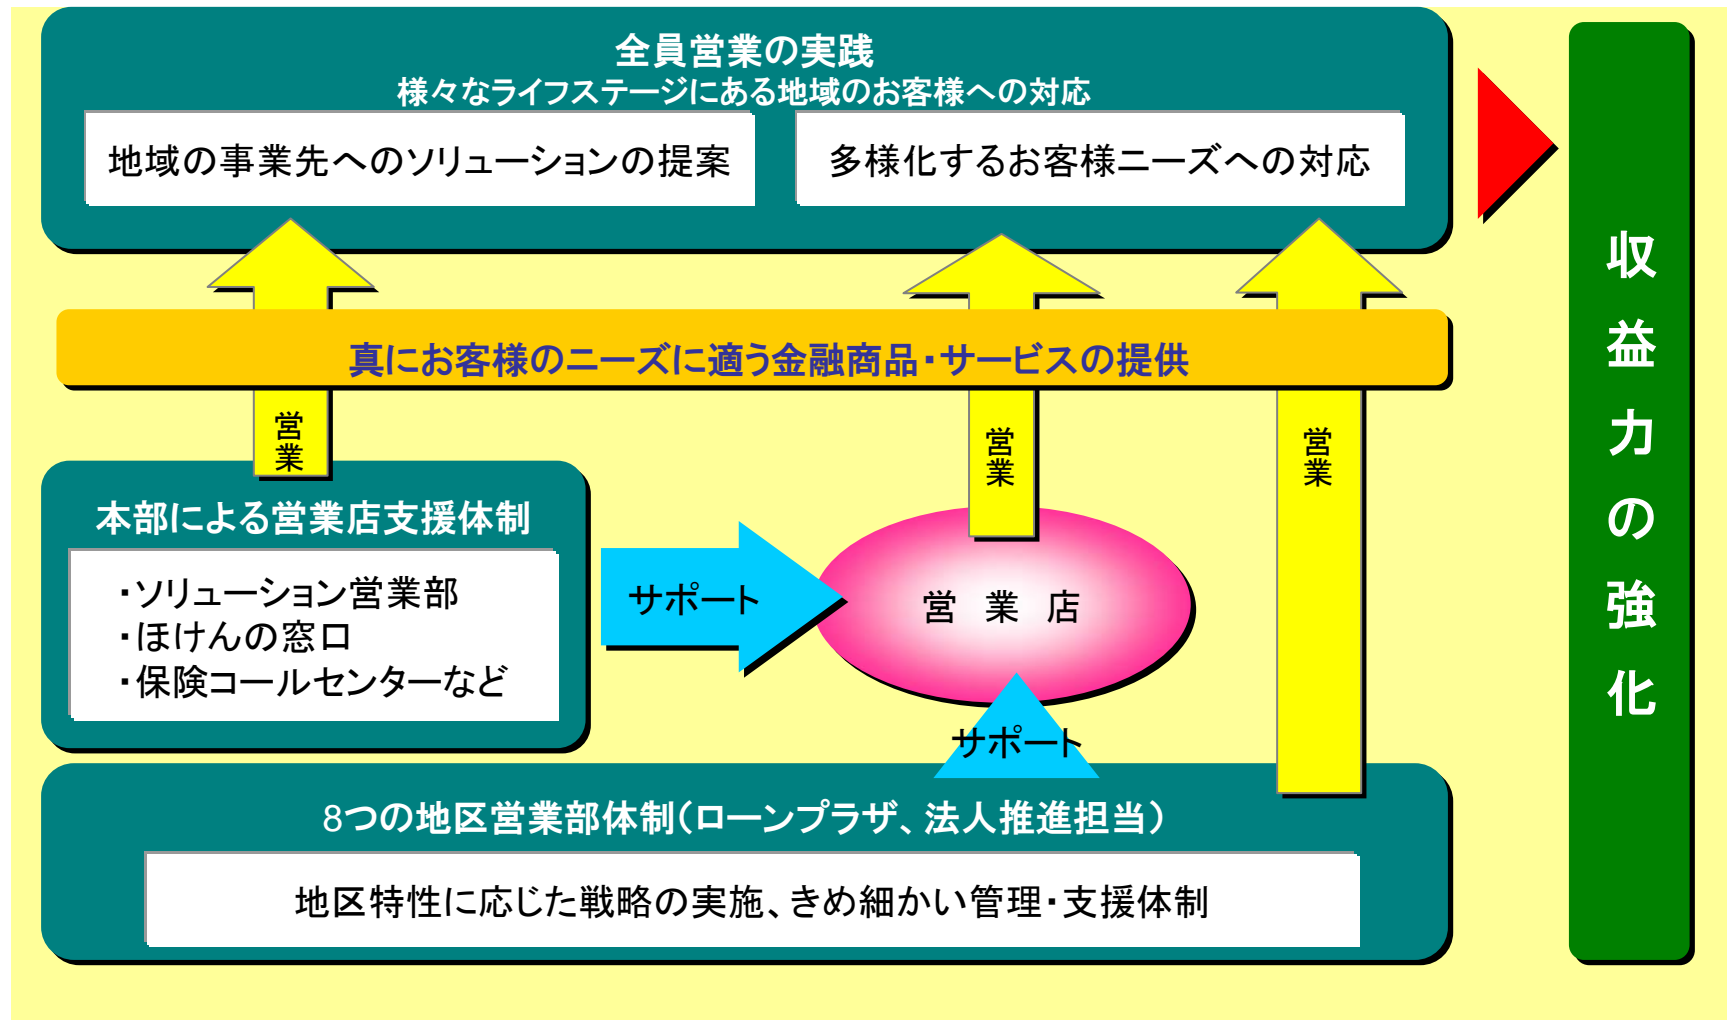 全員営業の実践
様々なライフステージにある地域のお客様への対応
地域の事業先へのソリューションの提案
多様化するお客様ニーズへの対応
真にお客様のニーズに適う金融商品・サービスの提供
営業
営業
営業
本部による営業店支援体制
・ソリューション営業部
・ほけんの窓口
・保険コールセンターなど
サポート
営　業　店
サポート
8つの地区営業部体制（ローンプラザ、法人推進担当）
地区特性に応じた戦略の実施、きめ細かい管理・支援体制
収益力の強化